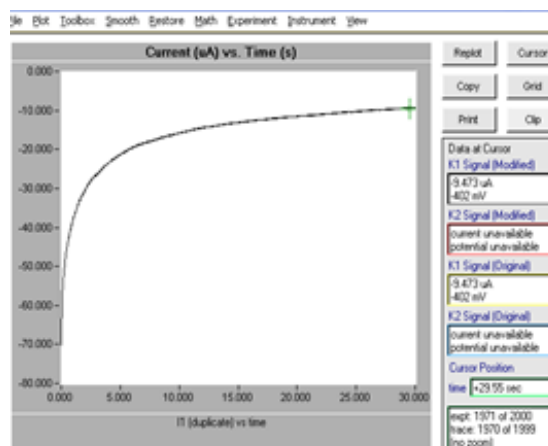 ile Plot Toolbox Smooth Restore Math Experiment Instrument View
Current (uA) vs. Time (s)
0.000
-10.000
-20.000
-30.000
-40.000
-50.000
-60.000
-70.000
-80.000
0.000 5.000 10.000 15.000 20.000 25.000 30.000
I1 (duplicate) vs time
Replot Cursor
Copy Grid
Print Clip
Data at Cursor
K1 Signal (Modified)
-9.473 uA
-402 mV
K2 Signal (Modified)
current unavailable
potential unavailable
K1 Signal (Original)
-9.473 uA
-402 mV
K2 Signal (Original)
current unavailable
potential unavailable
Cursor Position
time +29.55 sec
expt: 1971 of 2000
trace: 1970 of 1999
(no zoom)